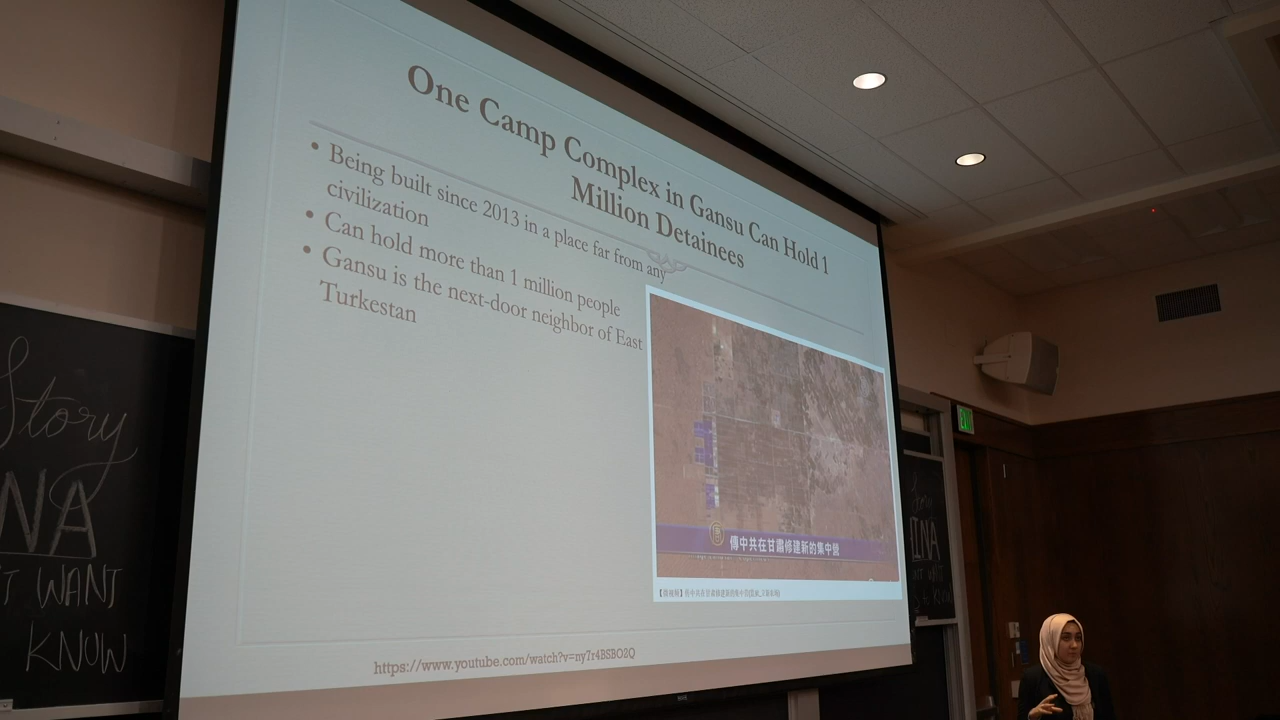 One Camp Complex in Gansu Can Hold 1
Million Detainees
• Being built since 2013 in a place far from any
civilization
• Can hold more than 1 million people
• Gansu is the next-door neighbor of East
Turkestan
傳中共在甘肅修建新的集中營
https://www.youtube.com/watch?v=ny7r4BSBO2Q
Story
NA
T WANT
KNOW
INA
WANT
EXIT